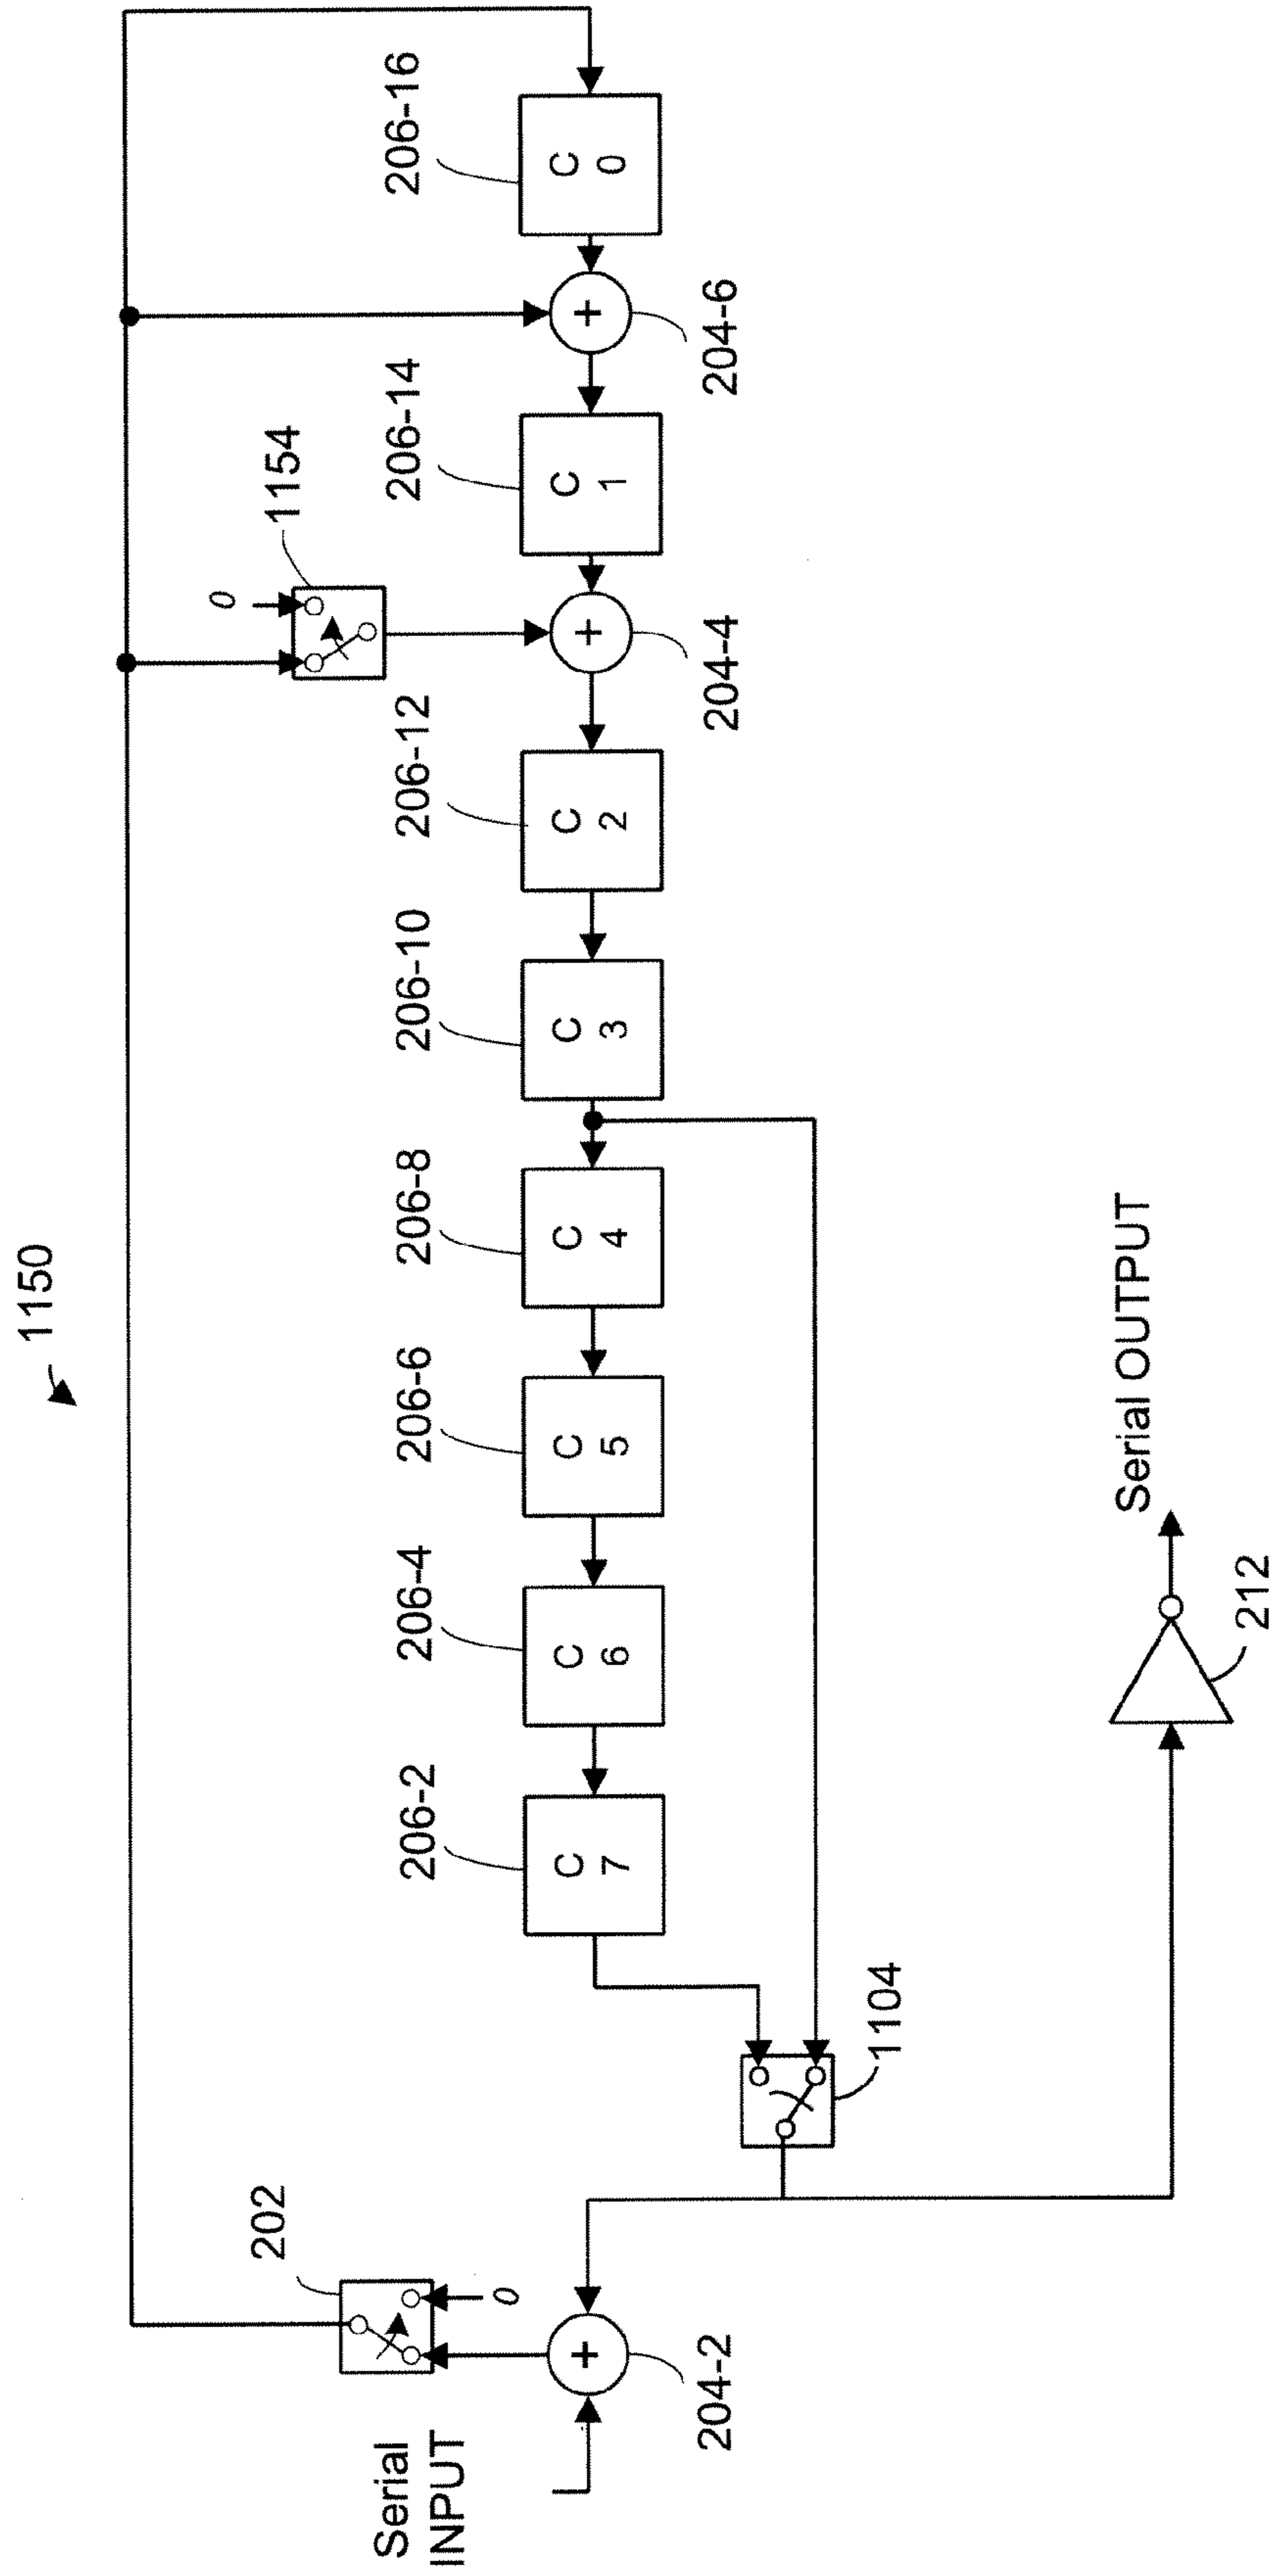 1150
202
0
1154
0
Serial
INPUT
204-2
206-2
206-4
206-6
206-8
206-10
206-12
206-14
206-16
C
7
C
6
C
5
C
4
C
3
C
2
C
1
C
0
204-4
204-6
1104
212
Serial OUTPUT